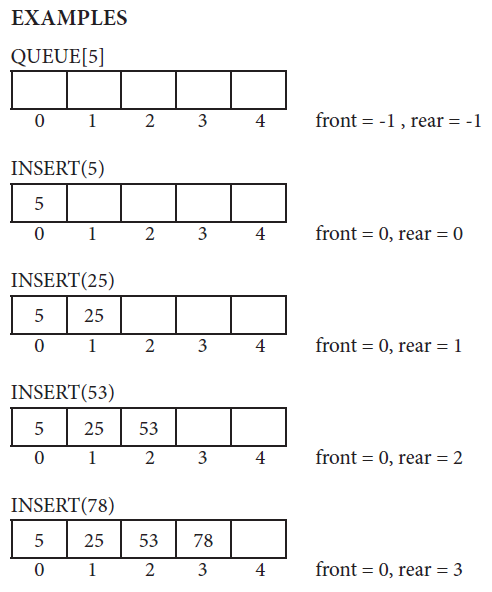 EXAMPLES
QUEUE[5]
0 1 2 3 4 front = -1 , rear = -1
INSERT(5)
5
0 1 2 3 4 front = 0, rear = 0
INSERT(25)
5 25
0 1 2 3 4 front = 0, rear = 1
INSERT(53)
5 25 53
0 1 2 3 4 front = 0, rear = 2
INSERT(78)
5 25 53 78
0 1 2 3 4 front = 0, rear = 3